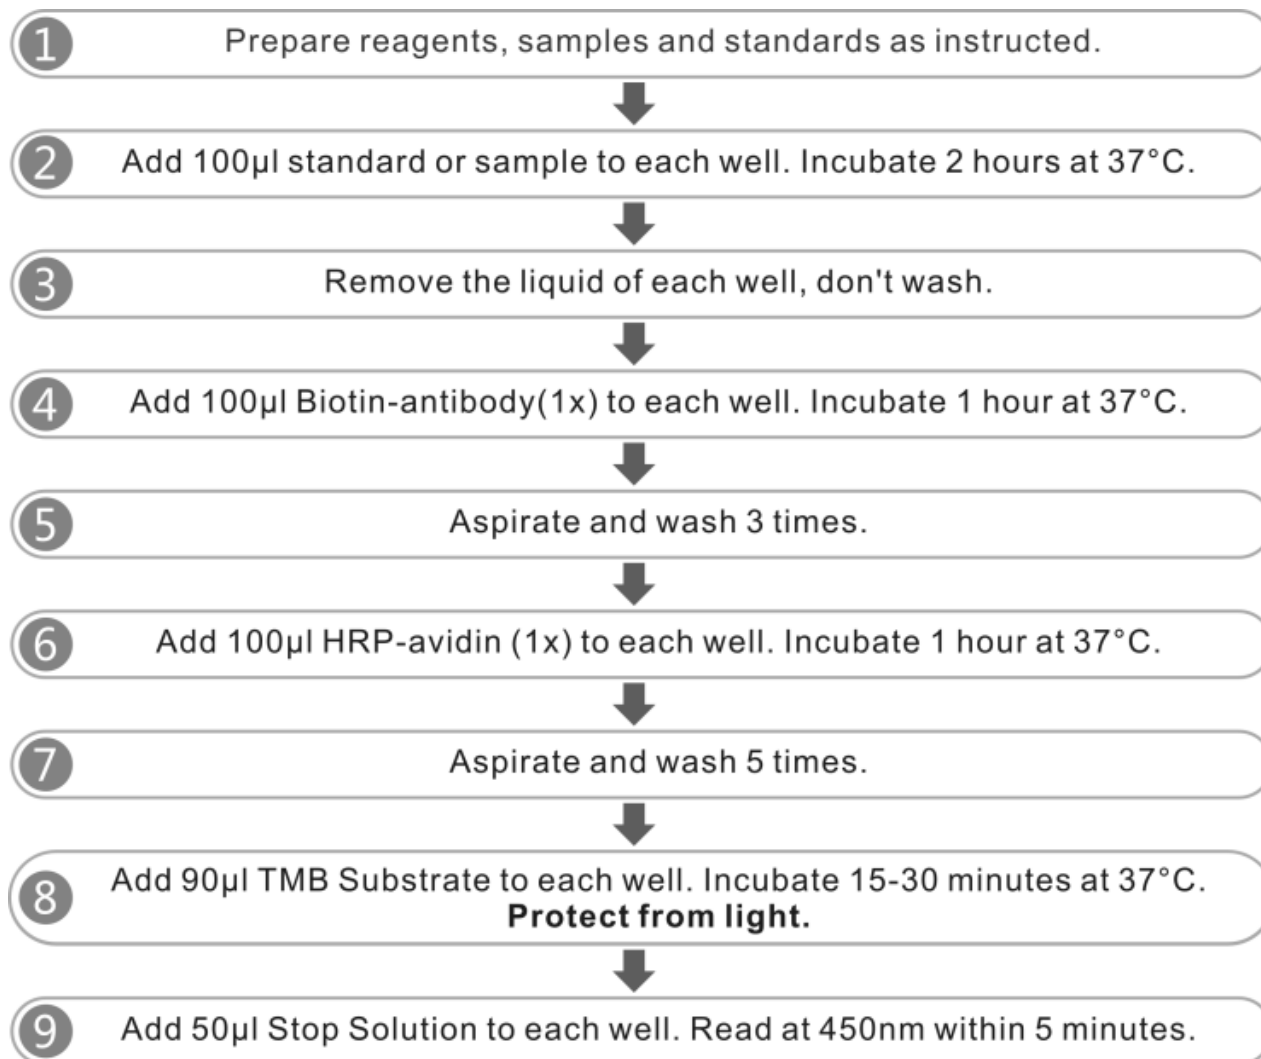 1 Prepare reagents, samples and standards as instructed.
2 Add 100µl standard or sample to each well. Incubate 2 hours at 37°C.
3 Remove the liquid of each well, don't wash.
4 Add 100µl Biotin-antibody(1x) to each well. Incubate 1 hour at 37°C.
5 Aspirate and wash 3 times.
6 Add 100µl HRP-avidin (1x) to each well. Incubate 1 hour at 37°C.
7 Aspirate and wash 5 times.
8 Add 90µl TMB Substrate to each well. Incubate 15-30 minutes at 37°C.
Protect from light.
9 Add 50µl Stop Solution to each well. Read at 450nm within 5 minutes.